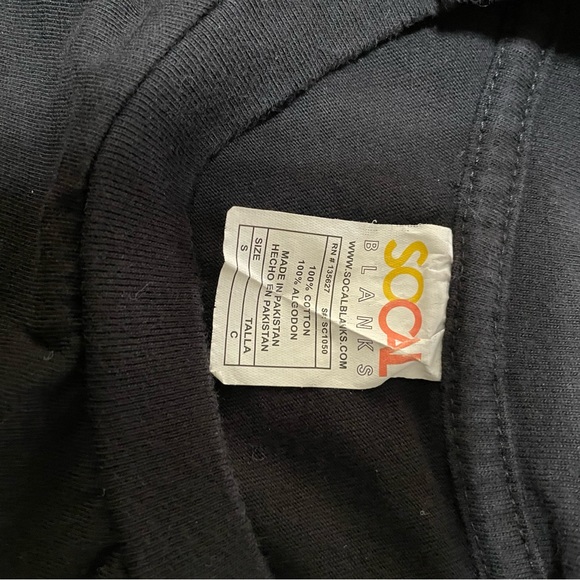 SOCAL
BLANKS
WWW.SOCALBLANKS.COM
RN # 135627 S# SC1050
100% COTTON
100% ALGODON
MADE IN PAKISTAN
HECHO EN PAKISTAN
SIZE TALLA
S C